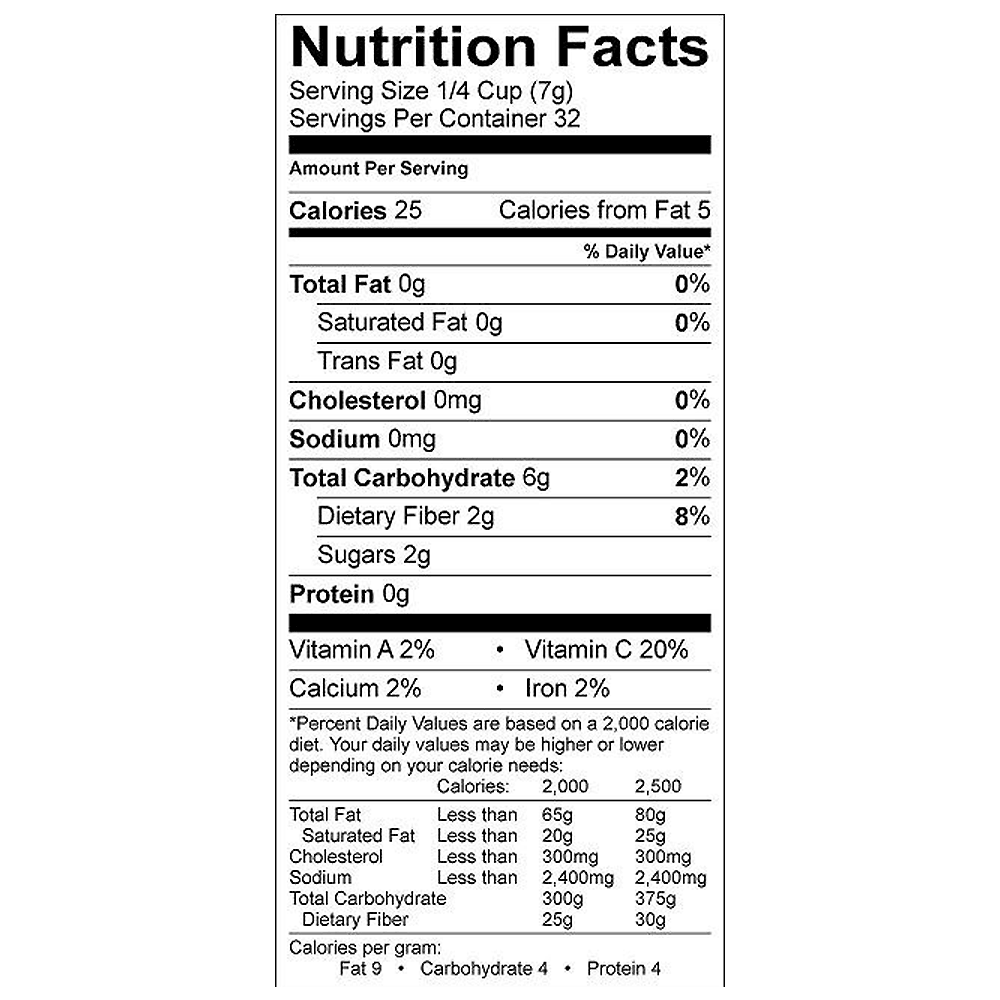 Nutrition Facts
Serving Size 1/4 Cup (7g)
Servings Per Container 32
Amount Per Serving
Calories 25 Calories from Fat 5
% Daily Value*
Total Fat 0g 0%
Saturated Fat 0g 0%
Trans Fat 0g
Cholesterol 0mg 0%
Sodium 0mg 0%
Total Carbohydrate 6g 2%
Dietary Fiber 2g 8%
Sugars 2g
Protein 0g
Vitamin A 2% • Vitamin C 20%
Calcium 2% • Iron 2%
*Percent Daily Values are based on a 2,000 calorie
diet. Your daily values may be higher or lower
depending on your calorie needs:
Calories: 2,000 2,500
Total Fat Less than 65g 80g
Saturated Fat Less than 20g 25g
Cholesterol Less than 300mg 300mg
Sodium Less than 2,400mg 2,400mg
Total Carbohydrate 300g 375g
Dietary Fiber 25g 30g
Calories per gram:
Fat 9 • Carbohydrate 4 • Protein 4